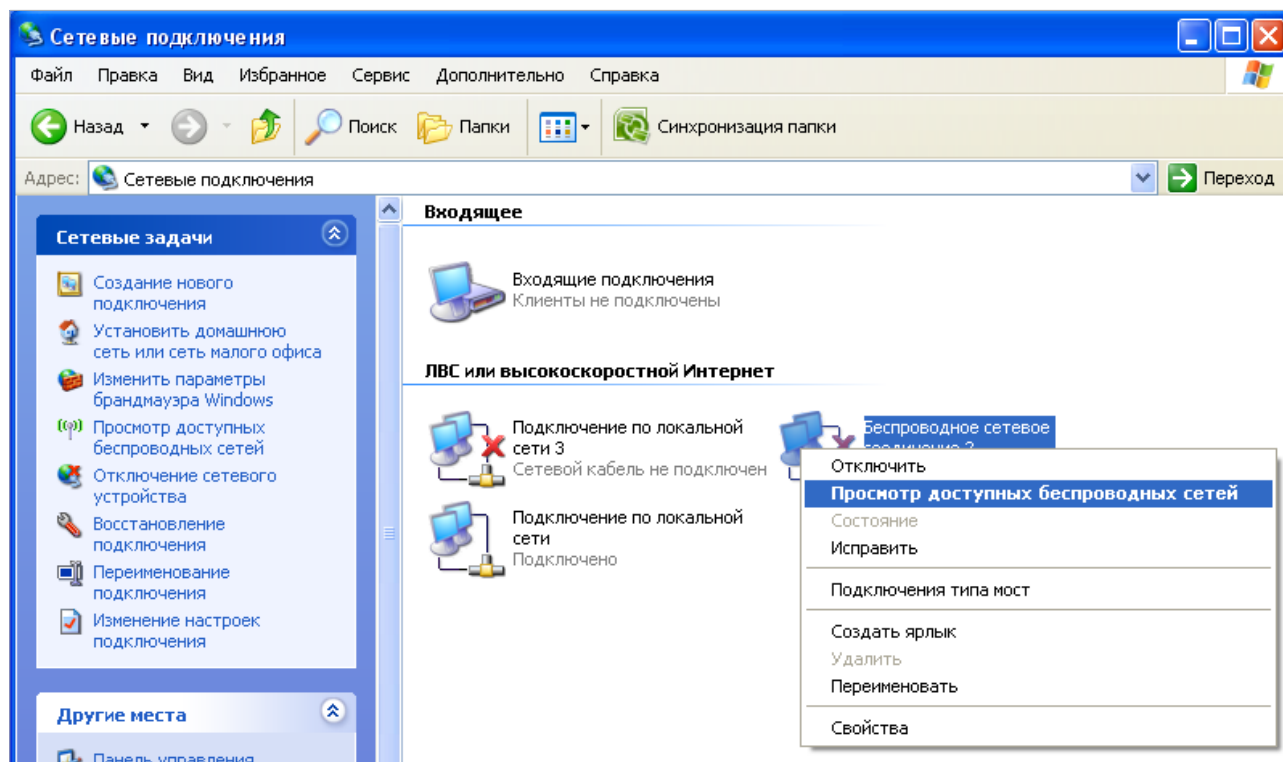 Сетевые подключения
Файл Правка Вид Избранное Сервис Дополнительно Справка
Назад Поиск Папки Синхронизация папки
Адрес: Сетевые подключения Переход
Сетевые задачи
Создание нового
подключения
Установить домашнюю
сеть или сеть малого офиса
Изменить параметры
брандмауэра Windows
Просмотр доступных
беспроводных сетей
Отключение сетевого
устройства
Восстановление
подключения
Переименование
подключения
Изменение настроек
подключения
Другие места
Панель управления
Входящее
Входящие подключения
Клиенты не подключены
ЛВС или высокоскоростной Интернет
Подключение по локальной
сети 3
Сетевой кабель не подключен
Подключение по локальной
сети
Подключено
Беспроводное сетевое
соединение 2
Отключить
Просмотр доступных беспроводных сетей
Состояние
Исправить
Подключения типа мост
Создать ярлык
Удалить
Переименовать
Свойства